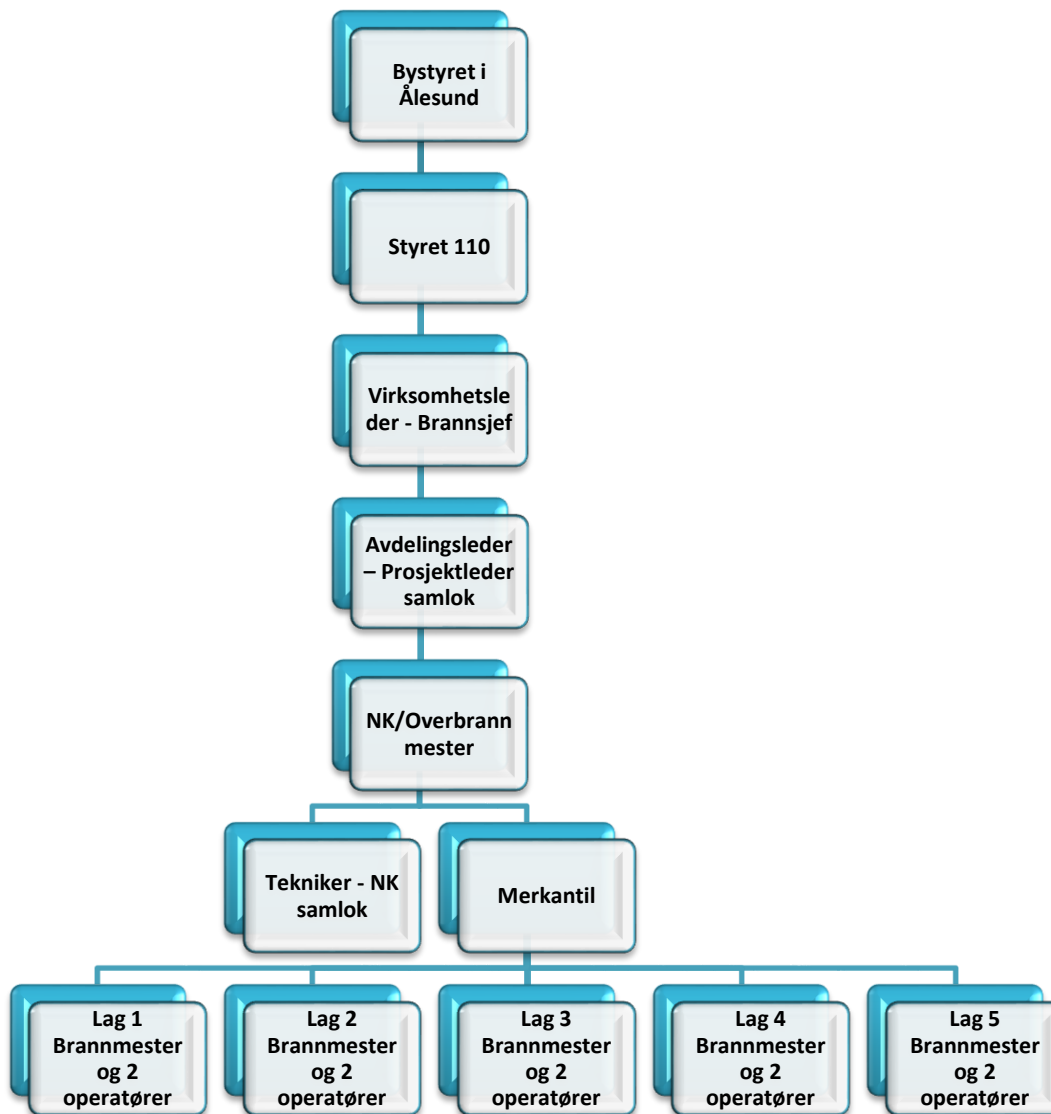 Bystyret i
Ålesund
Styret 110
Virksomhetsle
der - Brannsjef
Avdelingsleder
– Prosjektleder
samlok
NK/Overbrann
mester
Tekniker - NK
samlok
Merkantil
Lag 1
Brannmester
og 2
operatører
Lag 2
Brannmester
og 2
operatører
Lag 3
Brannmester
og 2
operatører
Lag 4
Brannmester
og 2
operatører
Lag 5
Brannmester
og 2
operatører